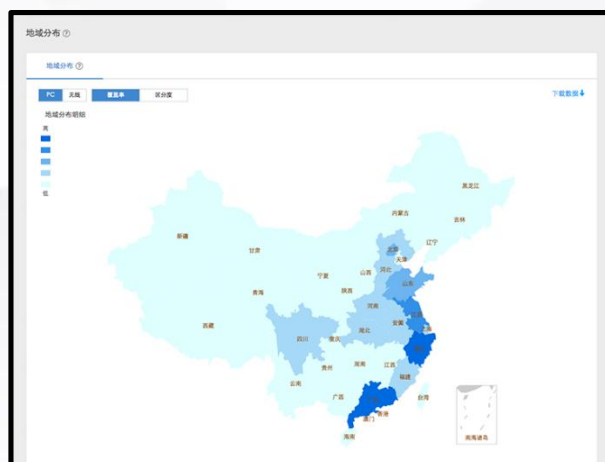 地域分布 ?
地域分布 ?
PC 无线 覆盖率 区分度
下载数据
地域分布明细
高
低
黑龙江
内蒙古
吉林
新疆
辽宁
甘肃
北京
天津
河北
山西
宁夏
山东
青海
陕西
河南
江苏
西藏
安徽
上海
湖北
四川
重庆
浙江
湖南
江西
贵州
福建
云南
广西
广东
台湾
香港
澳门
海南
南海诸岛